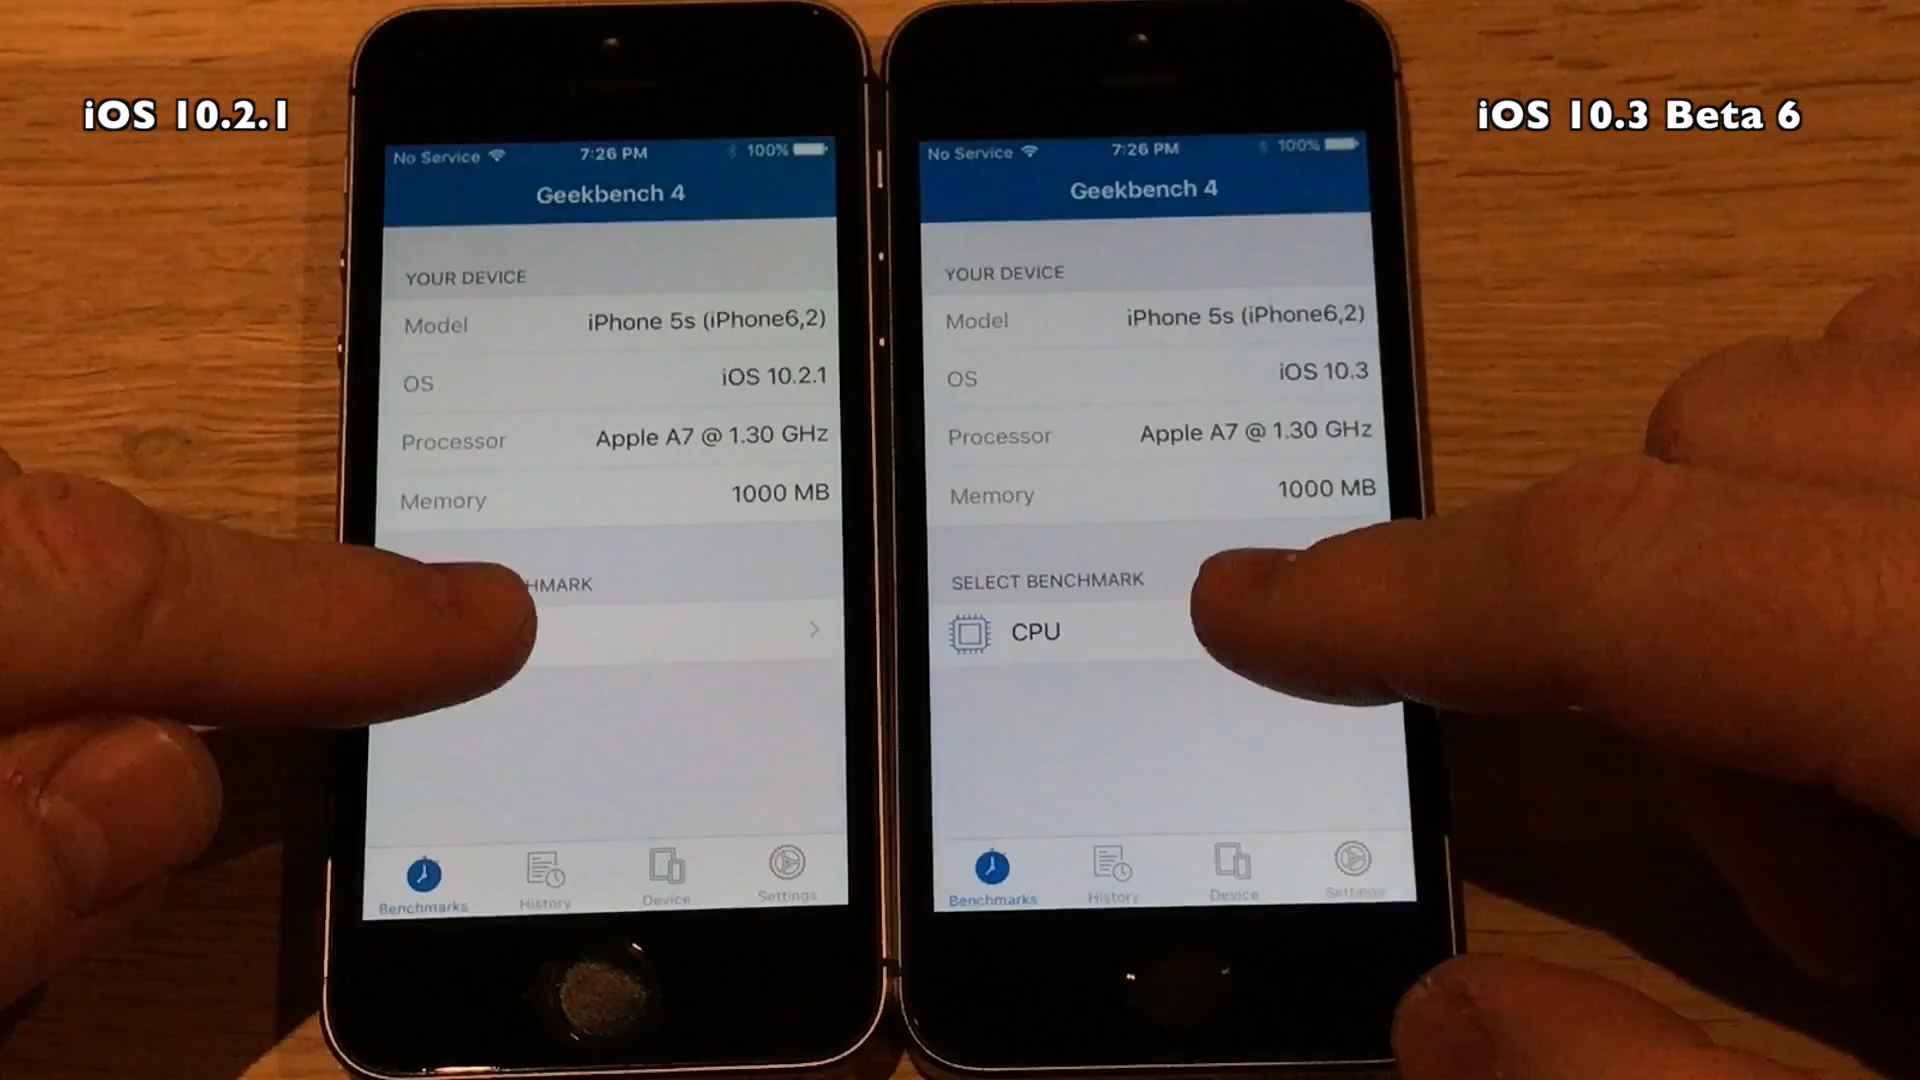 iOS 10.2.1
iOS 10.3 Beta 6
No Service 7:26 PM 100%
Geekbench 4
YOUR DEVICE
Model iPhone 5s (iPhone6,2)
OS iOS 10.2.1
Processor Apple A7 @ 1.30 GHz
Memory 1000 MB
HMARK
Benchmarks History Device Settings
No Service 7:26 PM 100%
Geekbench 4
YOUR DEVICE
Model iPhone 5s (iPhone6,2)
OS iOS 10.3
Processor Apple A7 @ 1.30 GHz
Memory 1000 MB
SELECT BENCHMARK
CPU
Benchmarks History Device Settings